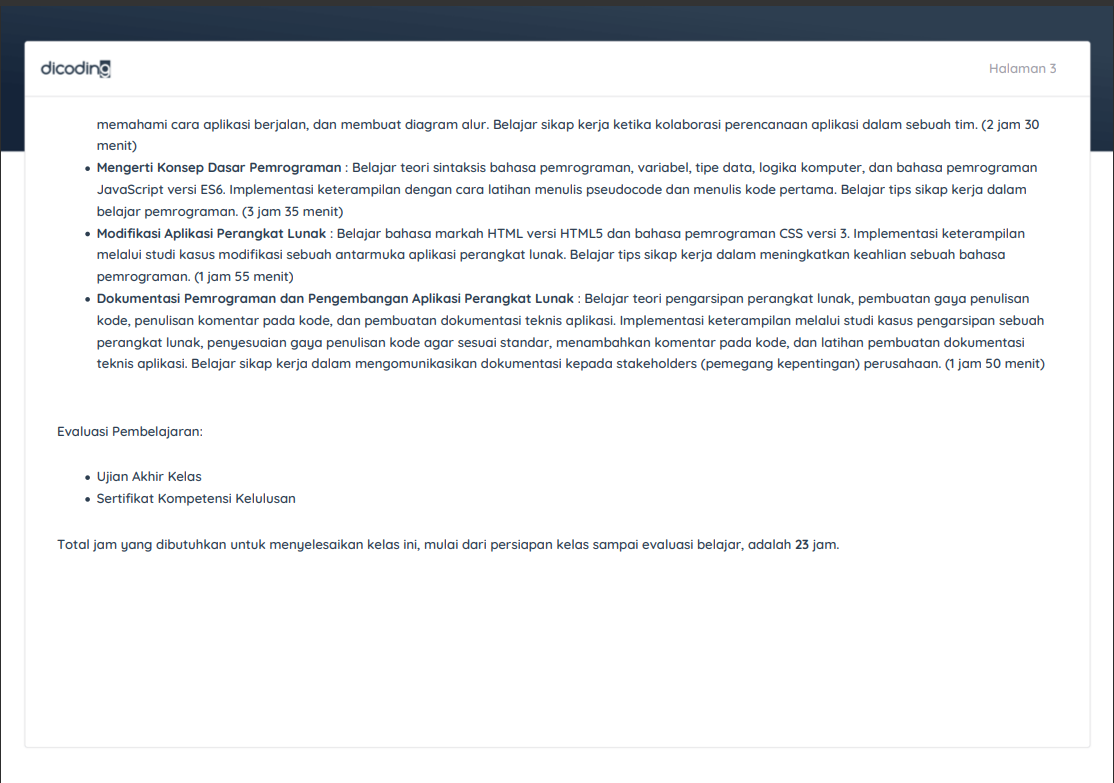 dicoding
Halaman 3
memahami cara aplikasi berjalan, dan membuat diagram alur. Belajar sikap kerja ketika kolaborasi perencanaan aplikasi dalam sebuah tim. (2 jam 30
menit)
• Mengerti Konsep Dasar Pemrograman : Belajar teori sintaksis bahasa pemrograman, variabel, tipe data, logika komputer, dan bahasa pemrograman
JavaScript versi ES6. Implementasi keterampilan dengan cara latihan menulis pseudocode dan menulis kode pertama. Belajar tips sikap kerja dalam
belajar pemrograman. (3 jam 35 menit)
• Modifikasi Aplikasi Perangkat Lunak : Belajar bahasa markah HTML versi HTML5 dan bahasa pemrograman CSS versi 3. Implementasi keterampilan
melalui studi kasus modifikasi sebuah antarmuka aplikasi perangkat lunak. Belajar tips sikap kerja dalam meningkatkan keahlian sebuah bahasa
pemrograman. (1 jam 55 menit)
• Dokumentasi Pemrograman dan Pengembangan Aplikasi Perangkat Lunak : Belajar teori pengarsipan perangkat lunak, pembuatan gaya penulisan
kode, penulisan komentar pada kode, dan pembuatan dokumentasi teknis aplikasi. Implementasi keterampilan melalui studi kasus pengarsipan sebuah
perangkat lunak, penyesuaian gaya penulisan kode agar sesuai standar, menambahkan komentar pada kode, dan latihan pembuatan dokumentasi
teknis aplikasi. Belajar sikap kerja dalam mengomunikasikan dokumentasi kepada stakeholders (pemegang kepentingan) perusahaan. (1 jam 50 menit)
Evaluasi Pembelajaran:
• Ujian Akhir Kelas
• Sertifikat Kompetensi Kelulusan
Total jam yang dibutuhkan untuk menyelesaikan kelas ini, mulai dari persiapan kelas sampai evaluasi belajar, adalah 23 jam.